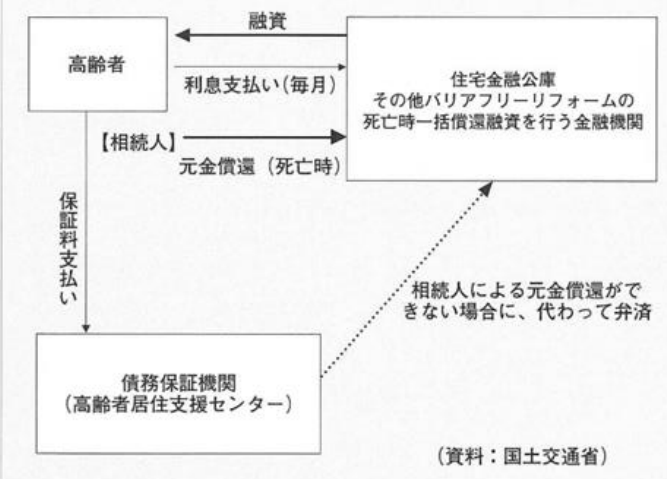 融資
高齢者
利息支払い(毎月)
住宅金融公庫
その他バリアフリーリフォームの
死亡時一括償還融資を行う金融機関
【相続人】
元金償還(死亡時)
保証料支払い
相続人による元金償還がで
きない場合に、代わって弁済
債務保証機関
(高齢者居住支援センター)
(資料:国土交通省)